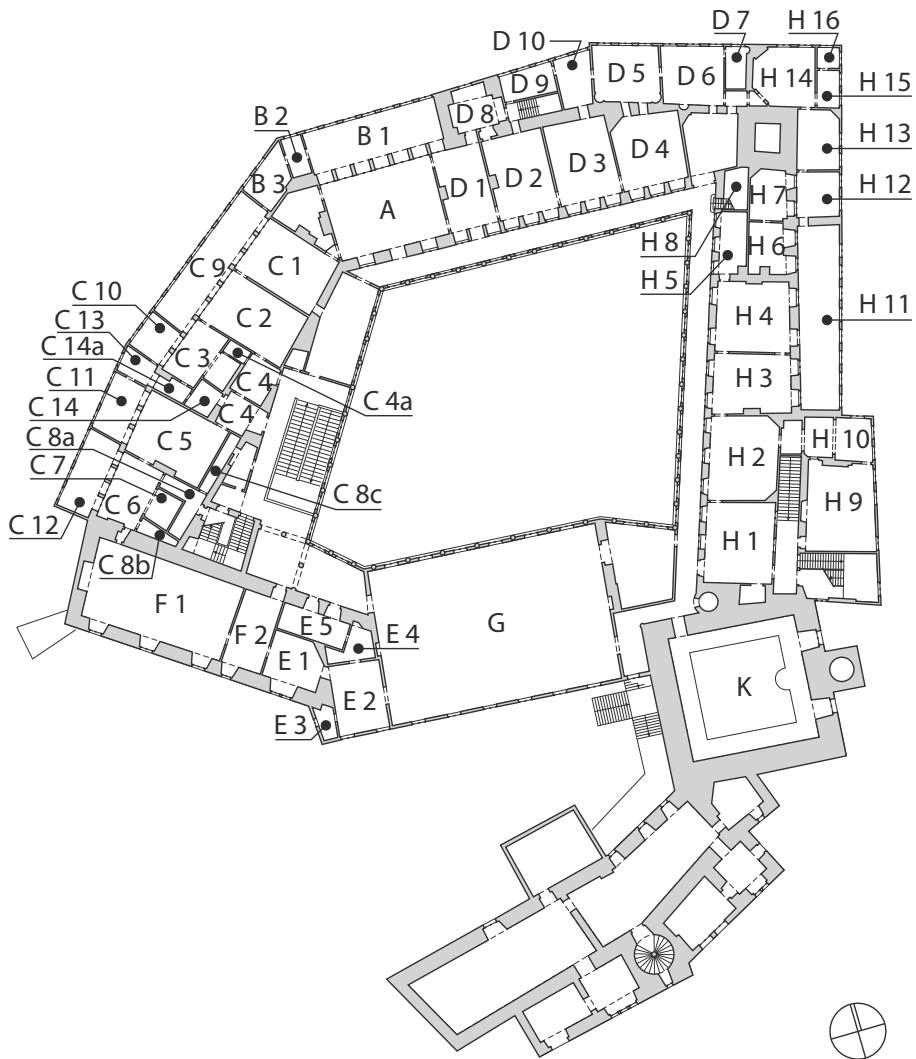 D 7
H 16
D 10
D 5
D 6
H 14
D 9
H 15
B 2
B 1
D 8
H 13
B 3
D 4
D 3
D 2
D 1
A
H 7
H 12
H 8
H 6
H 5
C 9
C 1
C 10
C 2
H 4
H 11
C 13
C 3
C 14a
C 4
H 3
C 11
C 4a
C 14
C 4
C 5
H
10
C 8a
H 2
C 7
C 8c
C 6
H 9
C 12
H 1
C 8b
F 1
E 5
G
F 2
E 4
E 1
E 2
K
E 3